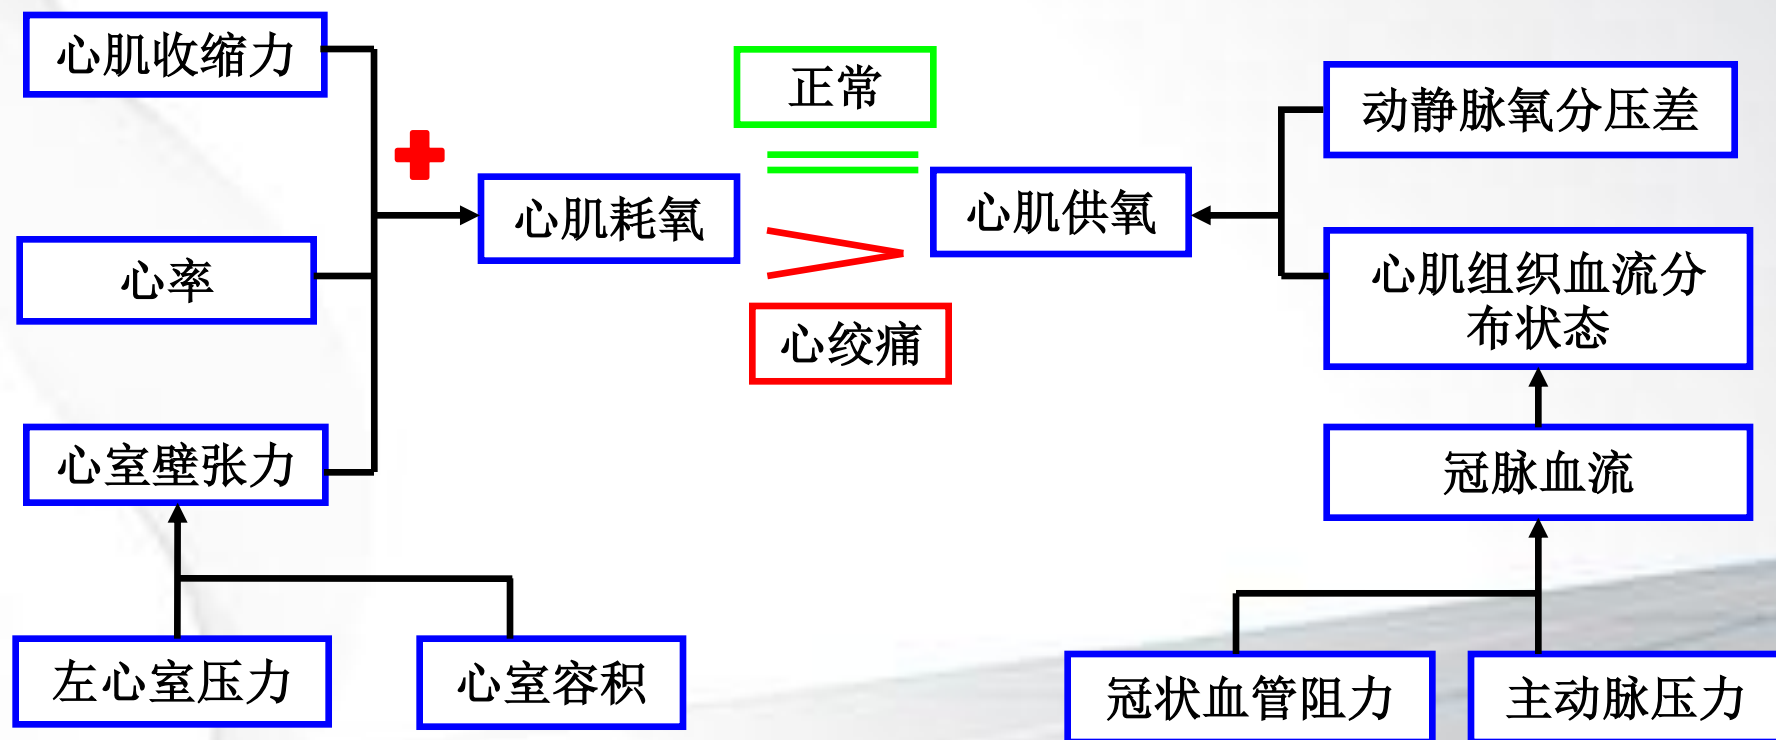 心肌收缩力
正常
动静脉氧分压差
心肌耗氧
心肌供氧
心率
心肌组织血流分
布状态
心绞痛
心室壁张力
冠脉血流
左心室压力
心室容积
冠状血管阻力
主动脉压力